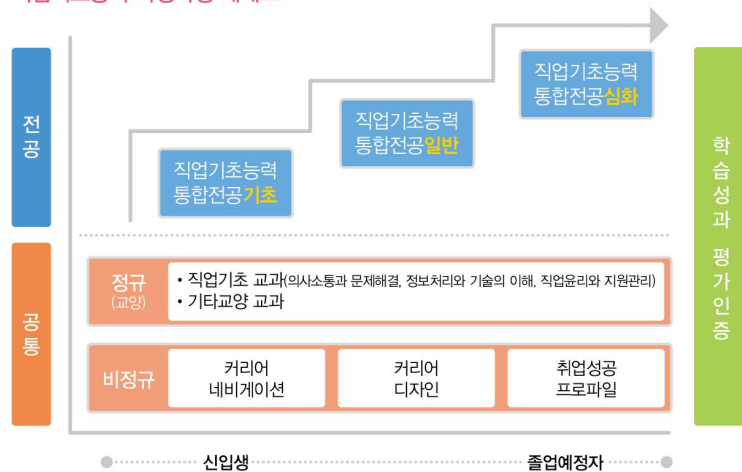 전공
직업기초능력
통합전공기초
직업기초능력
통합전공일반
직업기초능력
통합전공심화
공통
정규
(교양)
• 직업기초 교과(의사소통과 문제해결, 정보처리와 기술의 이해, 직업윤리와 지원관리)
• 기타교양 교과
비정규
커리어
네비게이션
커리어
디자인
취업성공
프로파일
학습성과 평가인증
신입생
졸업예정자